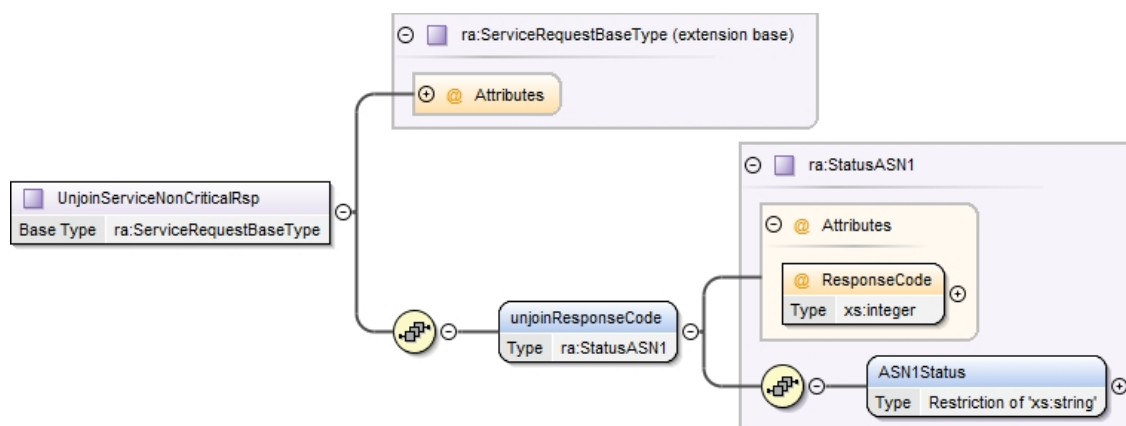 ra:ServiceRequestBaseType (extension base)
@ Attributes
ra:StatusASN1
UnjoinServiceNonCriticalRsp
Base Type ra:ServiceRequestBaseType
@ Attributes
@ ResponseCode
Type xs:integer
unjoinResponseCode
Type ra:StatusASN1
ASN1Status
Type Restriction of 'xs:string'